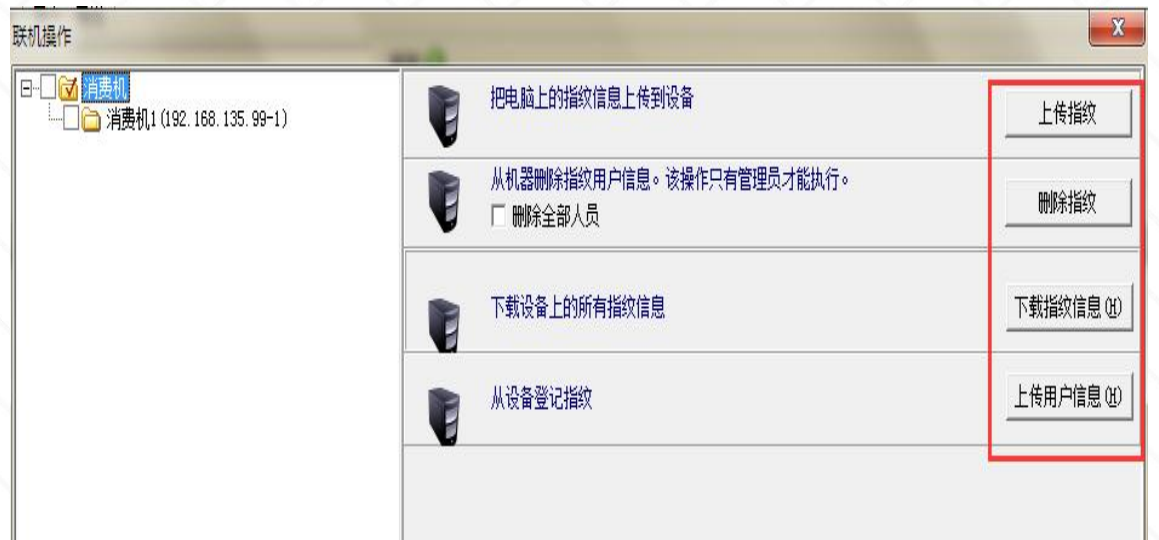 联机操作
X
消费机
消费机1(192.168.135.99-1)
把电脑上的指纹信息上传到设备
上传指纹
从机器删除指纹用户信息。该操作只有管理员才能执行。
删除全部人员
删除指纹
下载设备上的所有指纹信息
下载指纹信息(H)
从设备登记指纹
上传用户信息(H)